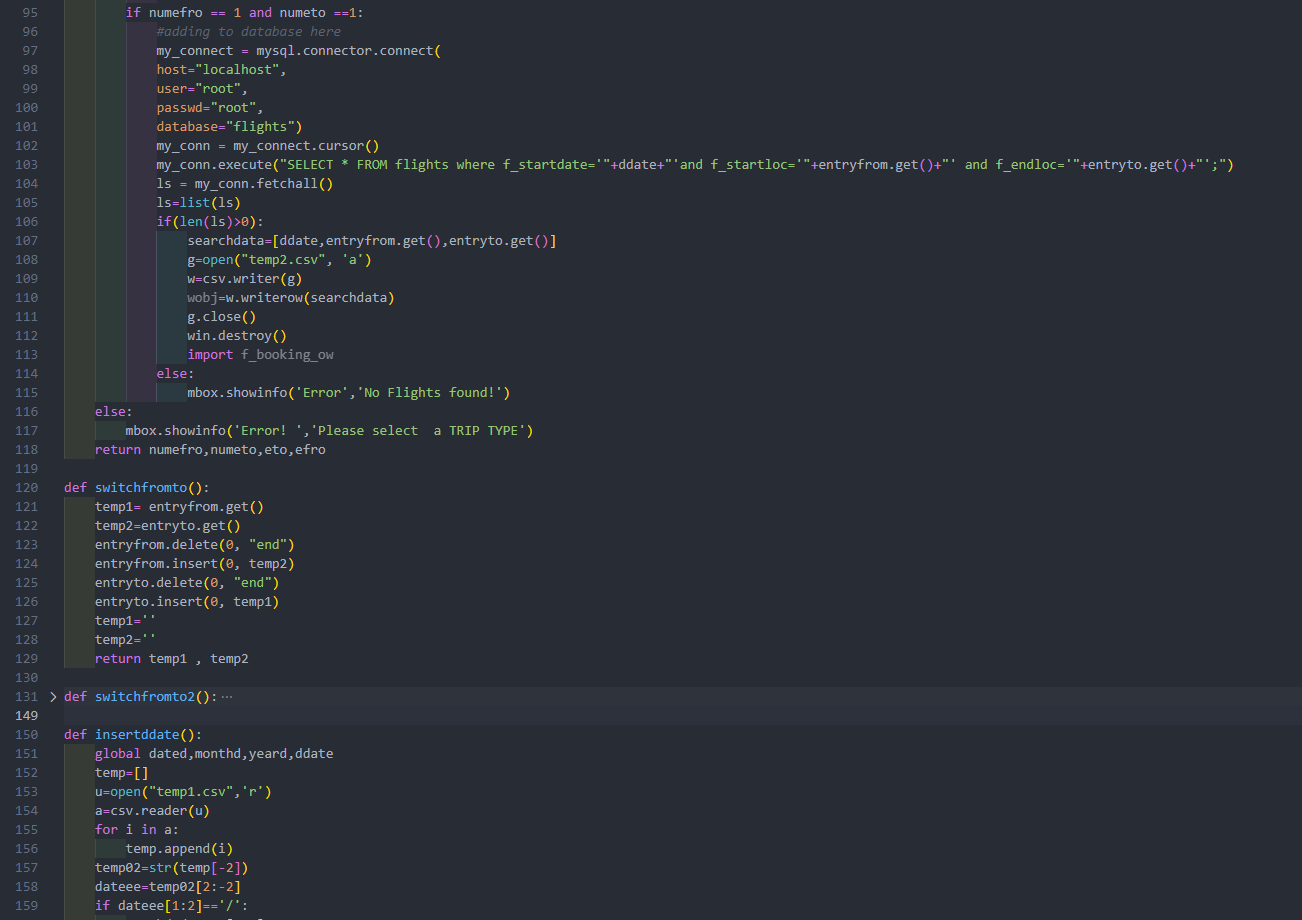 95 if numefro == 1 and numeto ==1:
96 #adding to database here
97 my_connect = mysql.connector.connect(
98 host="localhost",
99 user="root",
100 passwd="root",
101 database="flights")
102 my_conn = my_connect.cursor()
103 my_conn.execute("SELECT * FROM flights where f_startdate='"+ddate+"'and f_startloc='"+entryfrom.get()+"' and f_endloc='"+entryto.get()+"';")
104 ls = my_conn.fetchall()
105 ls=list(ls)
106 if(len(ls)>0):
107 searchdata=[ddate,entryfrom.get(),entryto.get()]
108 g=open("temp2.csv", 'a')
109 w=csv.writer(g)
110 wobj=w.writerow(searchdata)
111 g.close()
112 win.destroy()
113 import f_booking_ow
114 else:
115 mbox.showinfo('Error','No Flights found!')
116 else:
117 mbox.showinfo('Error! ','Please select  a TRIP TYPE')
118 return numefro,numeto,eto,efro
119
120 def switchfromto():
121 temp1= entryfrom.get()
122 temp2=entryto.get()
123 entryfrom.delete(0, "end")
124 entryfrom.insert(0, temp2)
125 entryto.delete(0, "end")
126 entryto.insert(0, temp1)
127 temp1=''
128 temp2=''
129 return temp1 , temp2
130
131 def switchfromto2():···
149
150 def insertddate():
151 global dated,monthd,yeard,ddate
152 temp=[]
153 u=open("temp1.csv",'r')
154 a=csv.reader(u)
155 for i in a:
156 temp.append(i)
157 temp02=str(temp[-2])
158 dateee=temp02[2:-2]
159 if dateee[1:2]=='/':